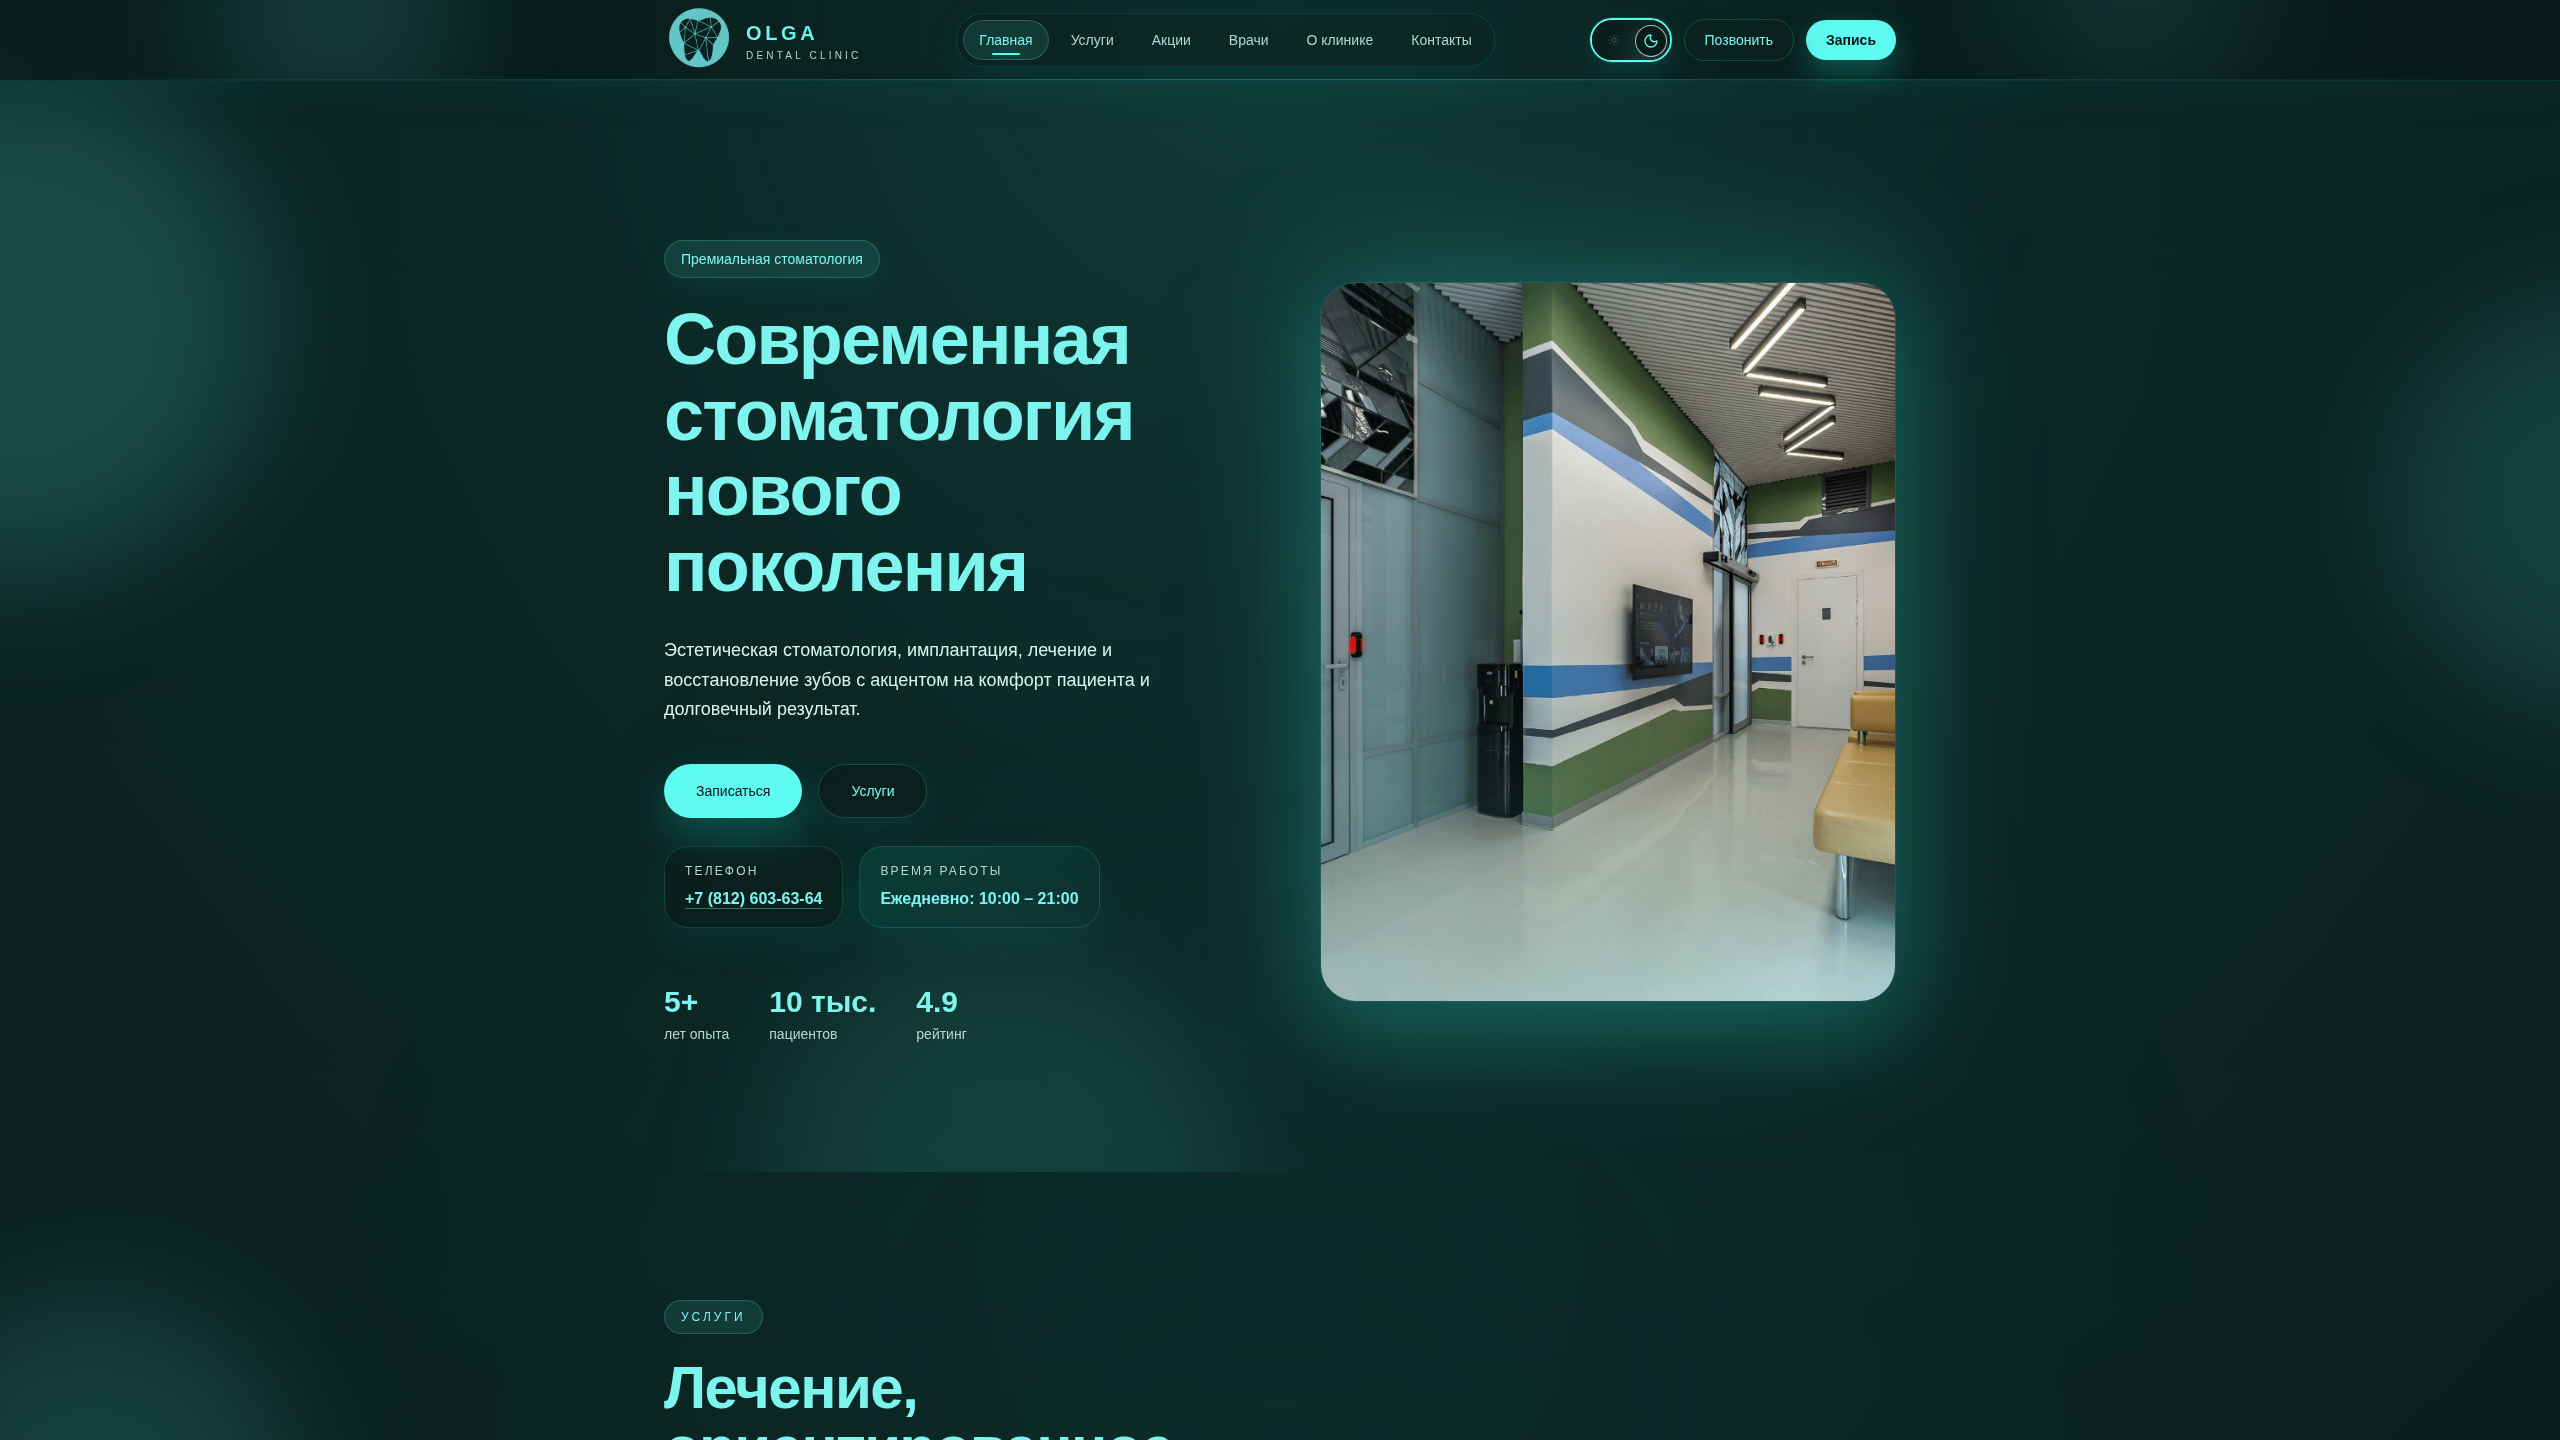 OLGA
DENTAL CLINIC
Главная
Услуги
Акции
Врачи
О клинике
Контакты
Позвонить
Запись
Премиальная стоматология
Современная
стоматология
нового
поколения
Эстетическая стоматология, имплантация, лечение и
восстановление зубов с акцентом на комфорт пациента и
долговечный результат.
Записаться
Услуги
ТЕЛЕФОН
+7 (812) 603-63-64
ВРЕМЯ РАБОТЫ
Ежедневно: 10:00 – 21:00
5+
лет опыта
10 тыс.
пациентов
4.9
рейтинг
УСЛУГИ
Лечение,